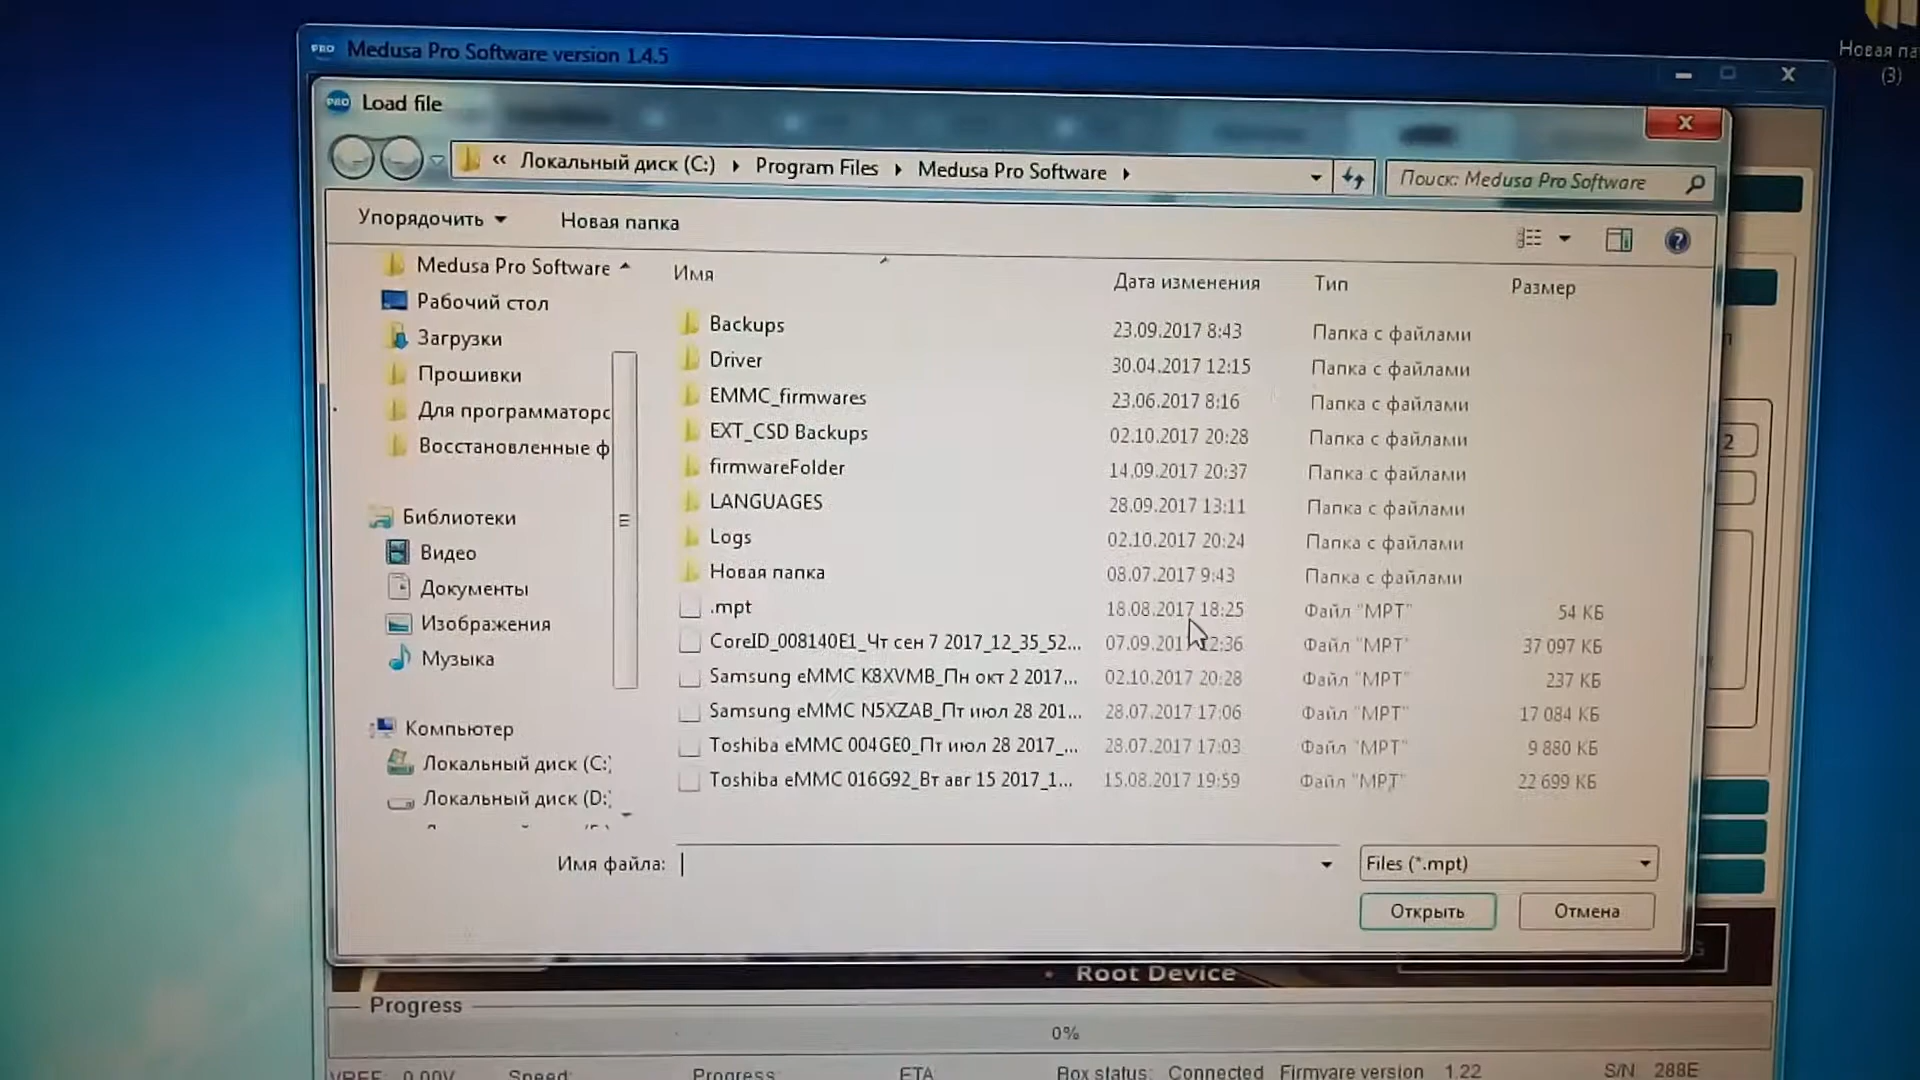 PRO Medusa Pro Software version 1.4.5
Новая па
(3)
PRO Load file
« Локальный диск (C:) Program Files Medusa Pro Software
Поиск: Medusa Pro Software
Упорядочить Новая папка
Medusa Pro Software
Рабочий стол
Загрузки
Прошивки
Для программаторс
Восстановленные ф
Библиотеки
Видео
Документы
Изображения
Музыка
Компьютер
Локальный диск (C:
Локальный диск (D:
Имя Дата изменения Тип Размер
Backups 23.09.2017 8:43 Папка с файлами
Driver 30.04.2017 12:15 Папка с файлами
EMMC_firmwares 23.06.2017 8:16 Папка с файлами
EXT_CSD Backups 02.10.2017 20:28 Папка с файлами
firmwareFolder 14.09.2017 20:37 Папка с файлами
LANGUAGES 28.09.2017 13:11 Папка с файлами
Logs 02.10.2017 20:24 Папка с файлами
Новая папка 08.07.2017 9:43 Папка с файлами
.mpt 18.08.2017 18:25 Файл "MPT" 54 КБ
CoreID_008140E1_Чт сен 7 2017_12_35_52... 07.09.2017 12:36 Файл "MPT" 37 097 КБ
Samsung eMMC K8XVMB_Пн окт 2 2017... 02.10.2017 20:28 Файл "MPT" 237 КБ
Samsung eMMC N5XZAB_Пт июл 28 201... 28.07.2017 17:06 Файл "MPT" 17 084 КБ
Toshiba eMMC 004GE0_Пт июл 28 2017_... 28.07.2017 17:03 Файл "MPT" 9 880 КБ
Toshiba eMMC 016G92_Вт авг 15 2017_1... 15.08.2017 19:59 Файл "MPT" 22 699 КБ
2
Имя файла: Files (*.mpt)
Открыть Отмена
Root Device
Progress
0%
VREF: 0.00V Speed: Progress: ETA Box status: Connected Firmware version 1.22 S/N 288E